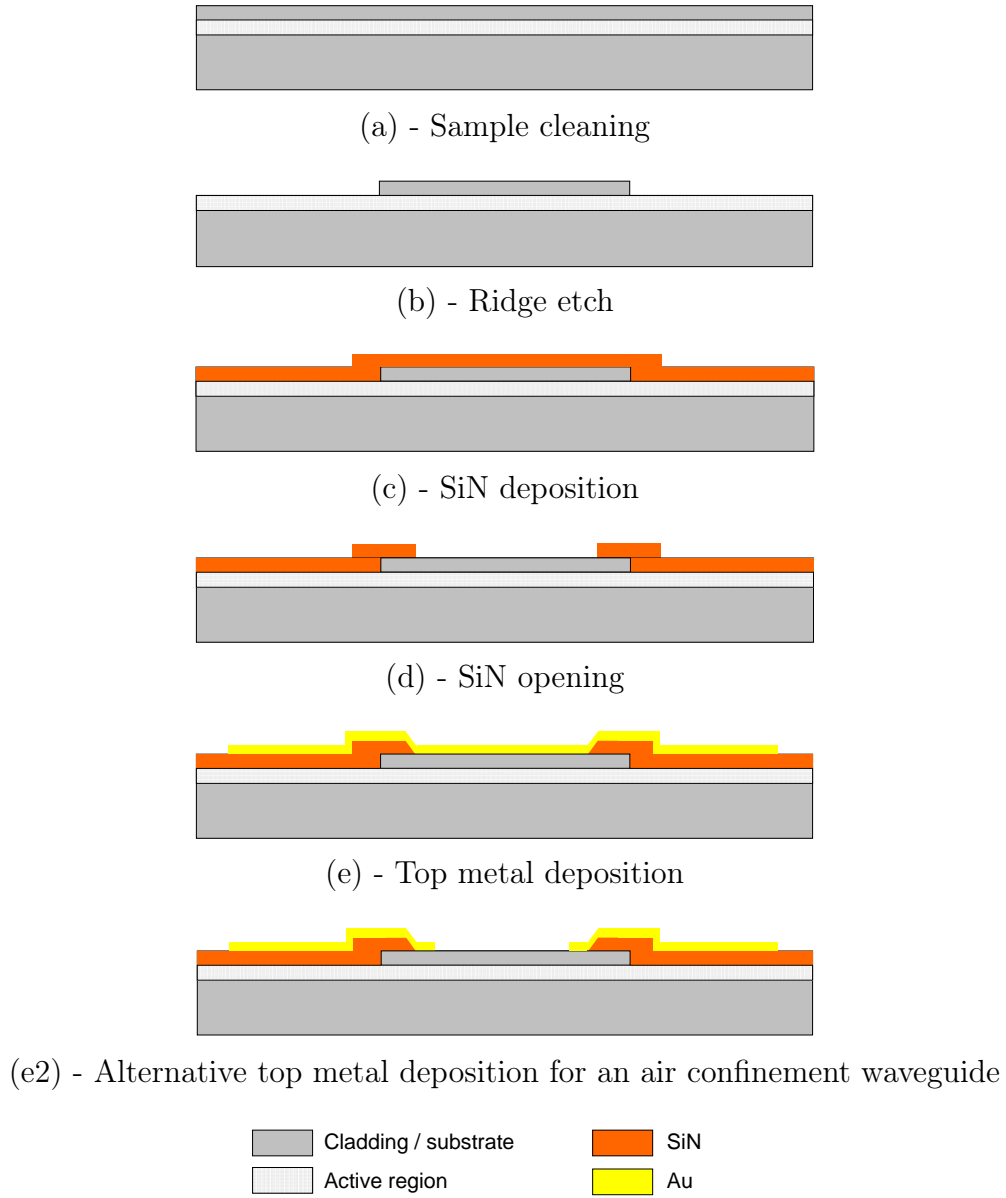 (a) - Sample cleaning
(b) - Ridge etch
(c) - SiN deposition
(d) - SiN opening
(e) - Top metal deposition
(e2) - Alternative top metal deposition for an air confinement waveguide
Cladding / substrate
SiN
Active region
Au